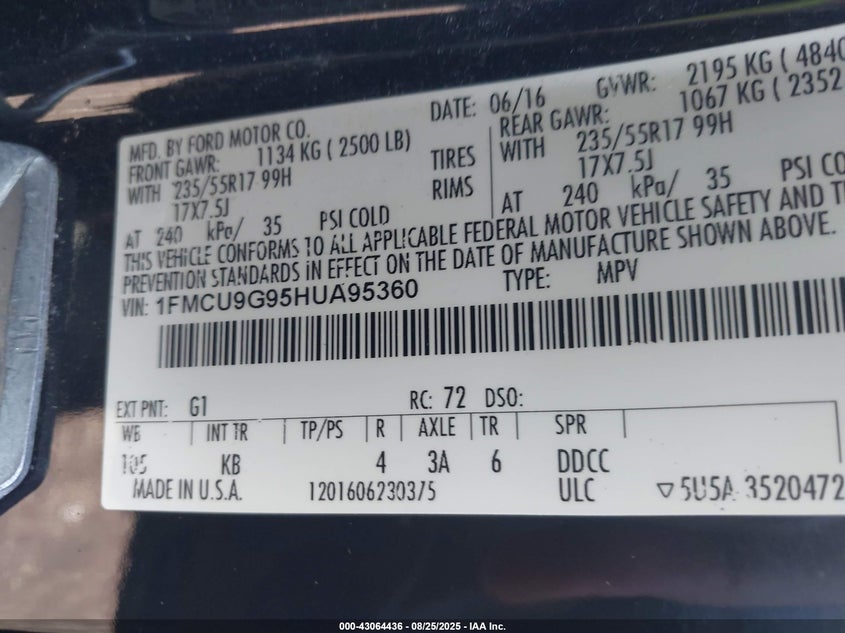 DATE: 06/16 GVWR: 2195 KG ( 4840
MFD. BY FORD MOTOR CO. REAR GAWR: 1067 KG ( 2352
FRONT GAWR: 1134 KG ( 2500 LB) TIRES WITH 235/55R17 99H
WITH 235/55R17 99H RIMS 17X7.5J
17X7.5J AT 240 kPa/ 35 PSI COLD
AT 240 kPa/ 35 PSI COLD
THIS VEHICLE CONFORMS TO ALL APPLICABLE FEDERAL MOTOR VEHICLE SAFETY AND
PREVENTION STANDARDS IN EFFECT ON THE DATE OF MANUFACTURE SHOWN ABOVE.
VIN: 1FMCU9G95HUA95360 TYPE: MPV
EXT PNT: G1 RC: 72 DSO:
WB INT TR TP/PS R AXLE TR SPR
105 KB 4 3A 6 DDCC
MADE IN U.S.A. 1201606230375 ULC 5U5A 3520472
000-43064436 - 08/25/2025 - IAA Inc.